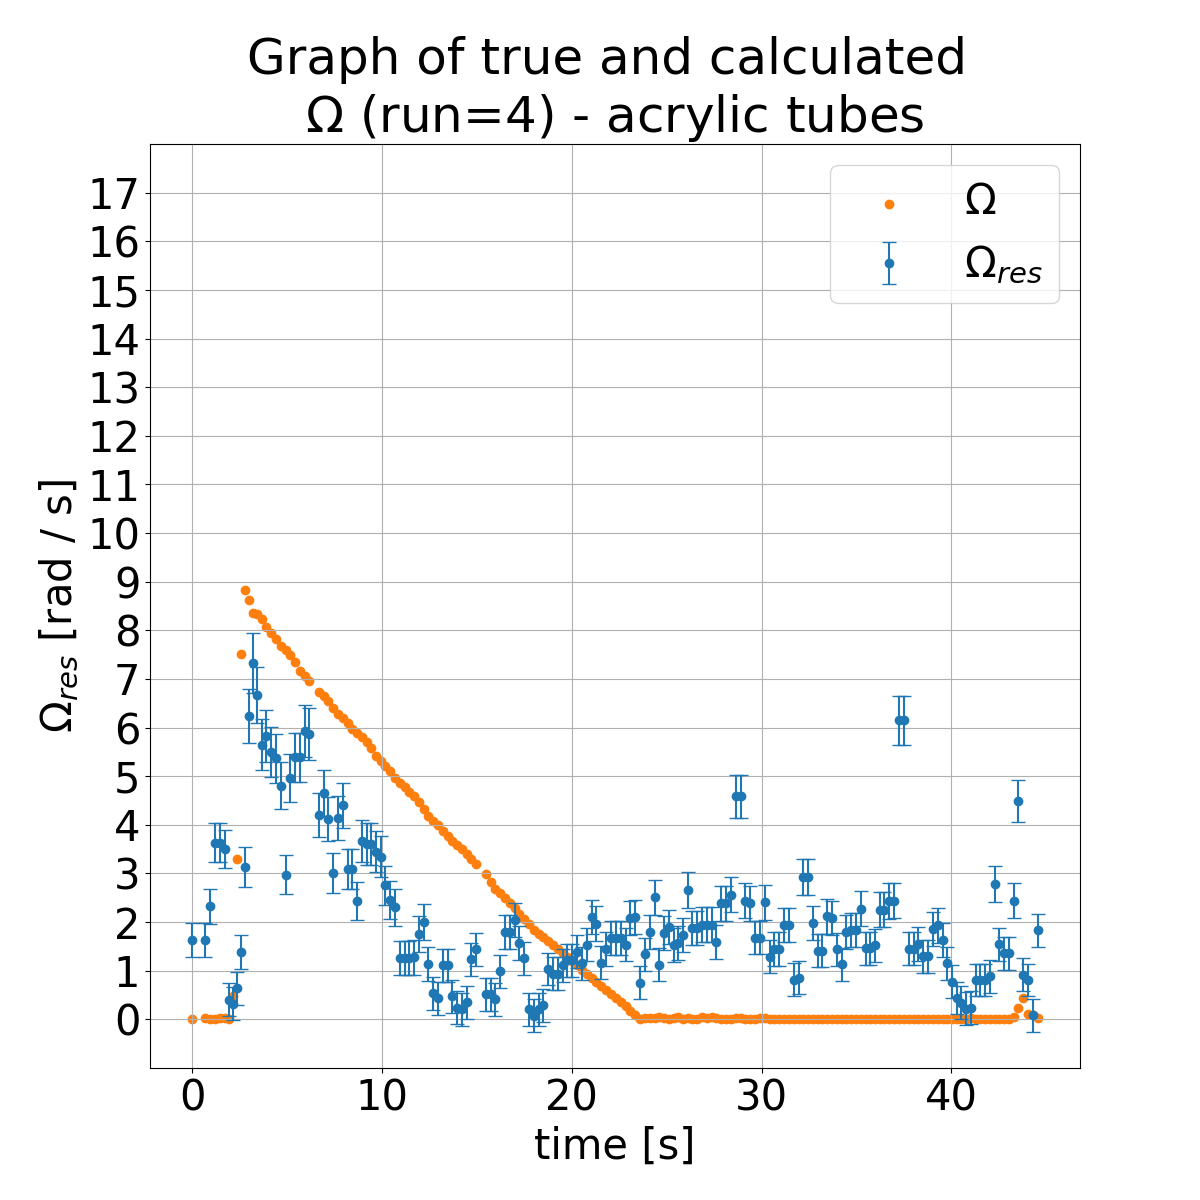 Graph of true and calculated
Ω (run=4) - acrylic tubes
Ω
Ω_res
17
16
15
14
13
12
11
10
9
8
7
6
5
4
3
2
1
0
Ω_res [rad / s]
0 10 20 30 40
time [s]